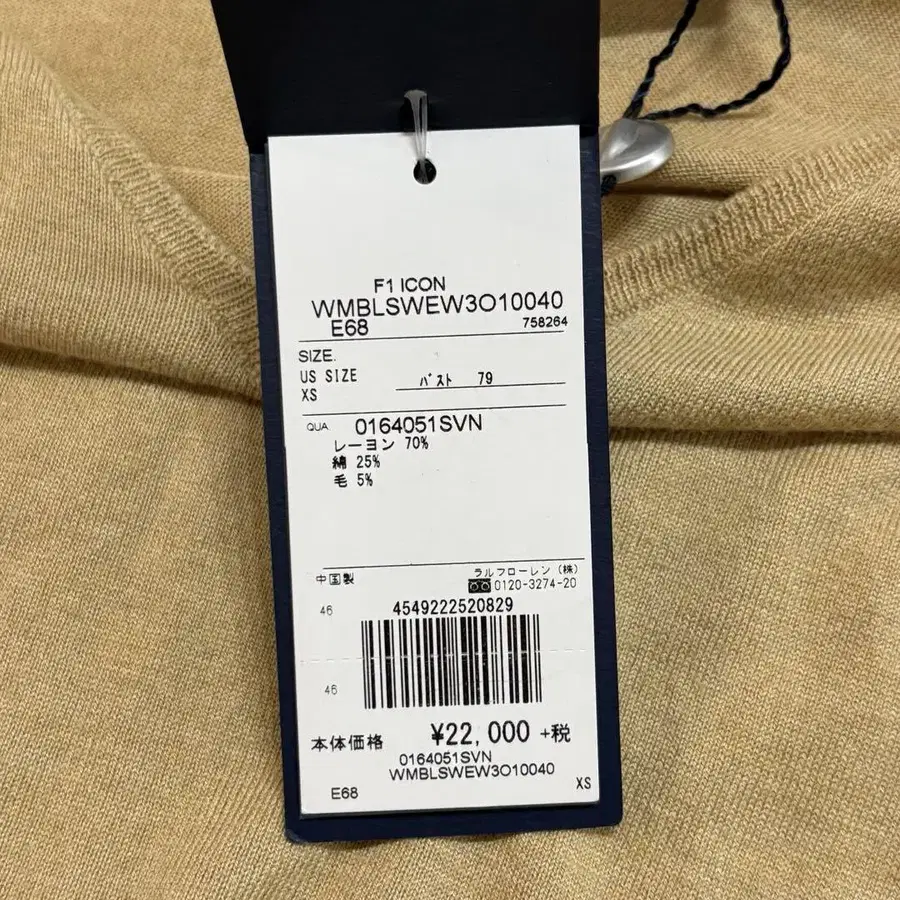 F1 ICON
WMBLSWEW3O10040
E68 758264
SIZE.
US SIZE
XS
バスト 79
QUA 0164051SVN
レーヨン 70%
綿 25%
毛 5%
中国製
ラルフローレン (株)
0120-3274-20
46 4549222520829
46
本体価格 ¥22,000 +税
0164051SVN
WMBLSWEW3O10040
E68 XS